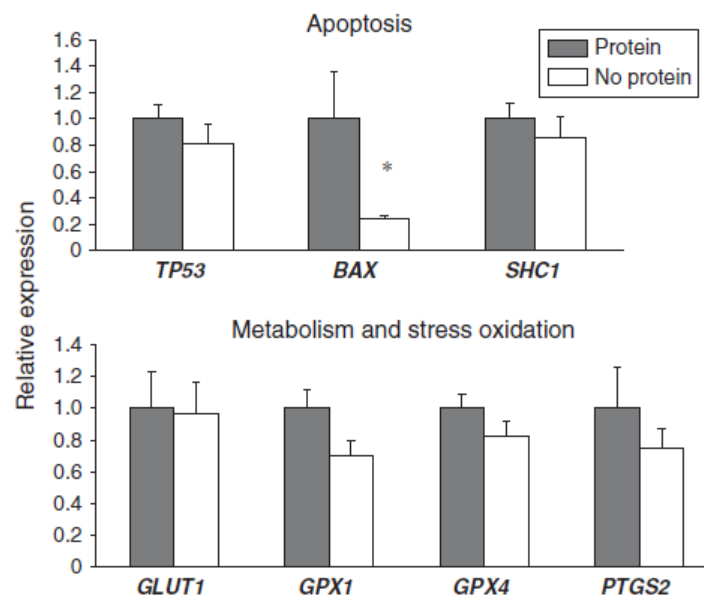 Apoptosis
Protein
No protein
1.6
1.4
1.2
1.0
0.8
0.6
0.4
0.2
0
*
TP53 BAX SHC1
Relative expression
Metabolism and stress oxidation
1.4
1.2
1.0
0.8
0.6
0.4
0.2
0
GLUT1 GPX1 GPX4 PTGS2